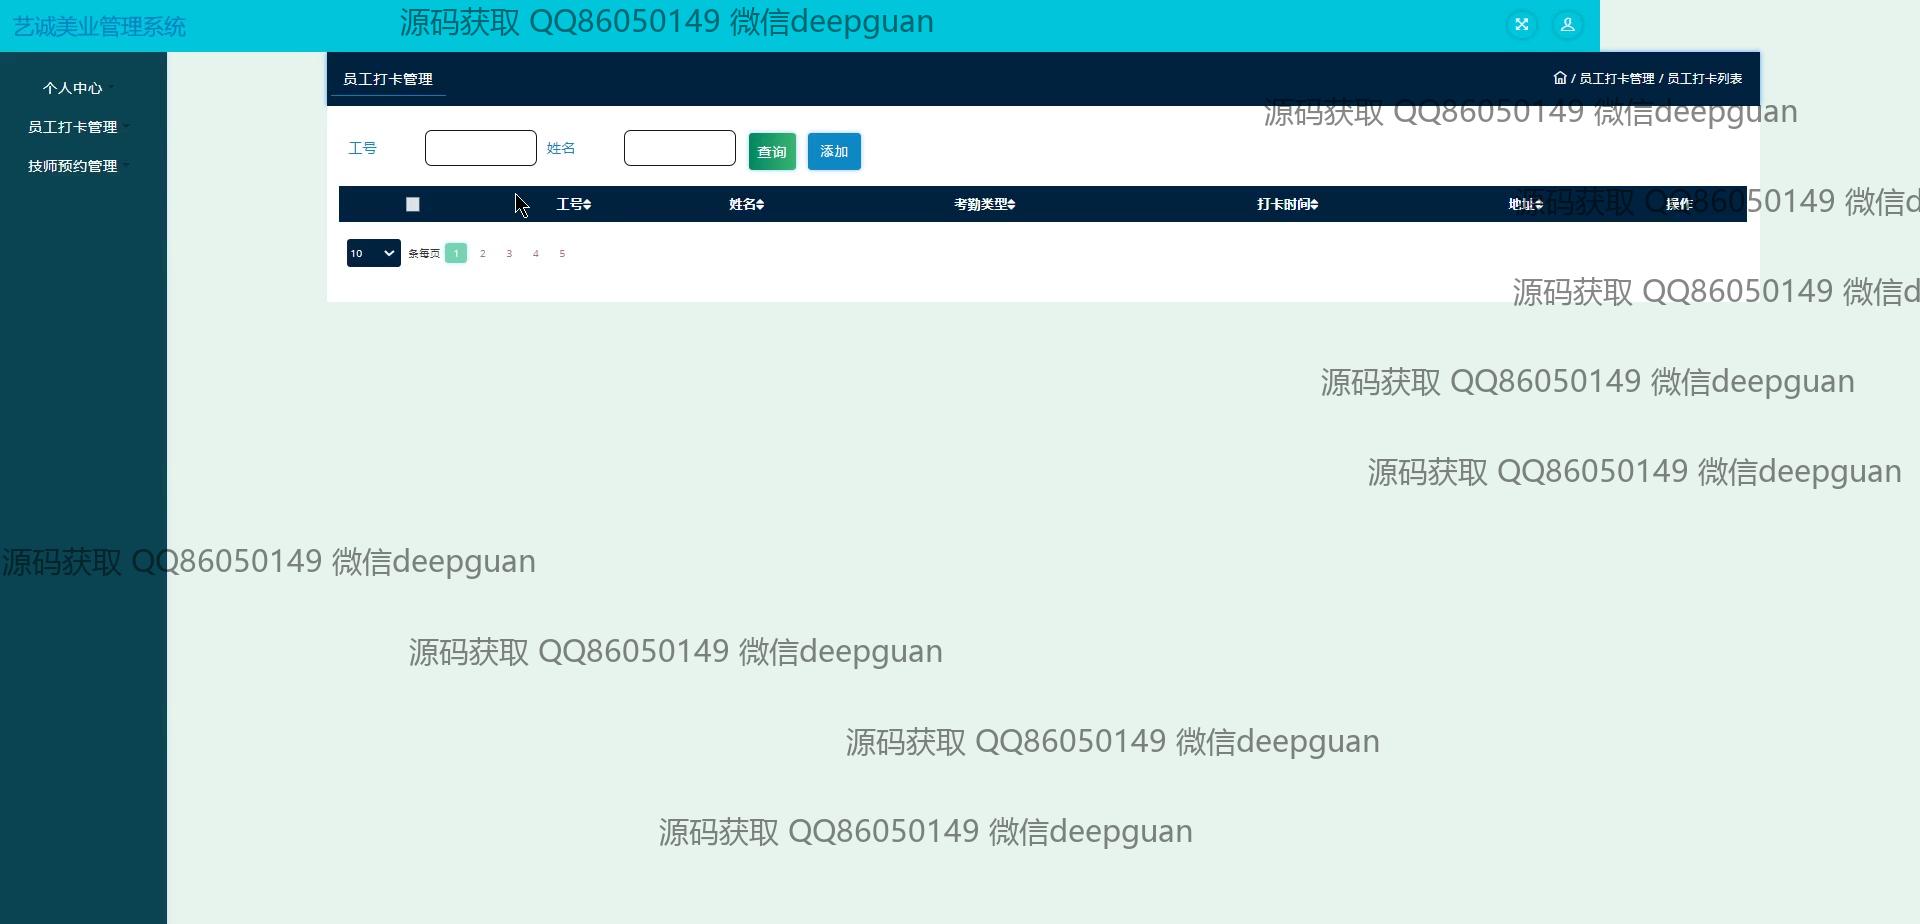 艺诚美业管理系统
源码获取 QQ86050149 微信deepguan
个人中心
员工打卡管理
技师预约管理
员工打卡管理
/ 员工打卡管理 / 员工打卡列表
源码获取 QQ86050149 微信deepguan
工号 姓名 查询 添加
工号 姓名 考勤类型 打卡时间 地址 操作
源码获取 QQ86050149 微信d
10 条每页 1 2 3 4 5
源码获取 QQ86050149 微信d
源码获取 QQ86050149 微信deepguan
源码获取 QQ86050149 微信deepguan
源码获取 QQ86050149 微信deepguan
源码获取 QQ86050149 微信deepguan
源码获取 QQ86050149 微信deepguan
源码获取 QQ86050149 微信deepguan